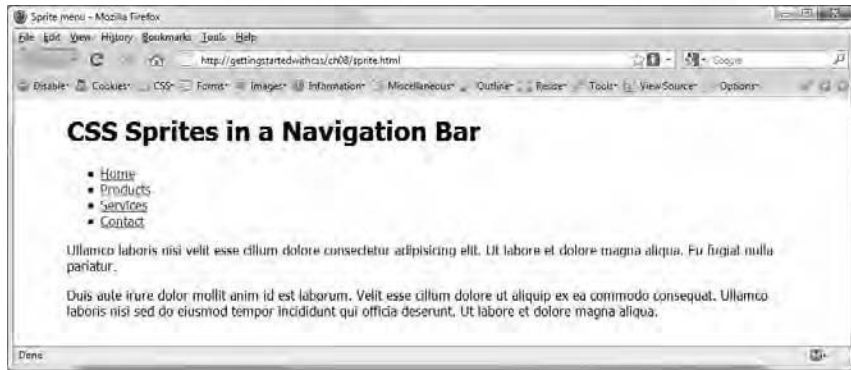 Sprite menu - Mozilla Firefox
File Edit View History Bookmarks Tools Help
http://gettingstartedwithcss/ch08/sprite.html Google
Disable Cookies CSS Forms Images Information Miscellaneous Outline Resize Tools View Source Options
CSS Sprites in a Navigation Bar
Home
Products
Services
Contact
Ullamco laboris nisi velit esse cillum dolore consectetur adipisicing elit. Ut labore et dolore magna aliqua. Eu fugiat nulla
pariatur.
Duis aute irure dolor mollit anim id est laborum. Velit esse cillum dolore ut aliquip ex ea commodo consequat. Ullamco
laboris nisi sed do eiusmod tempor incididunt qui officia deserunt. Ut labore et dolore magna aliqua.
Done